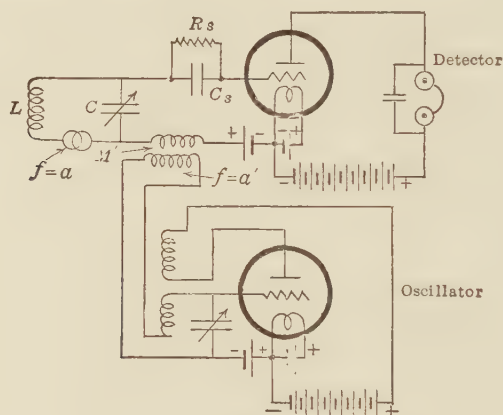 Rs
Detector
L
C
Cs
+ - - +
M
f=a
f=a'
- +
Oscillator
- + +
- +